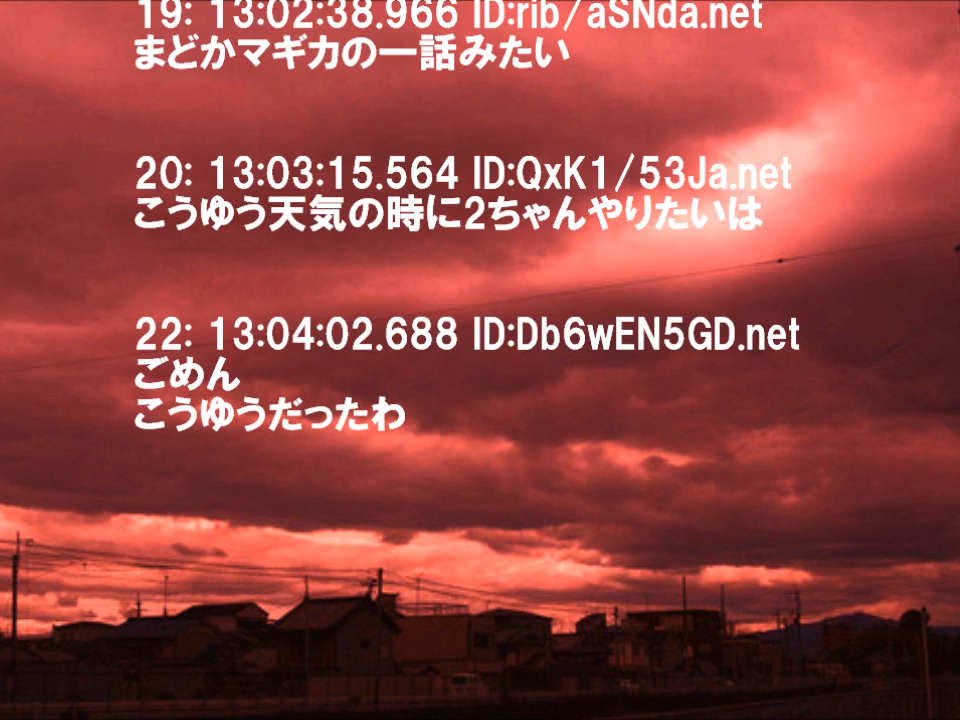 19: 13:02:38.966 ID:rib/aSNda.net
まどかマギカの一話みたい
20: 13:03:15.564 ID:QxK1/53Ja.net
こうゆう天気の時に2ちゃんやりたいは
22: 13:04:02.688 ID:Db6wEN5GD.net
ごめん
こうゆうだったわ